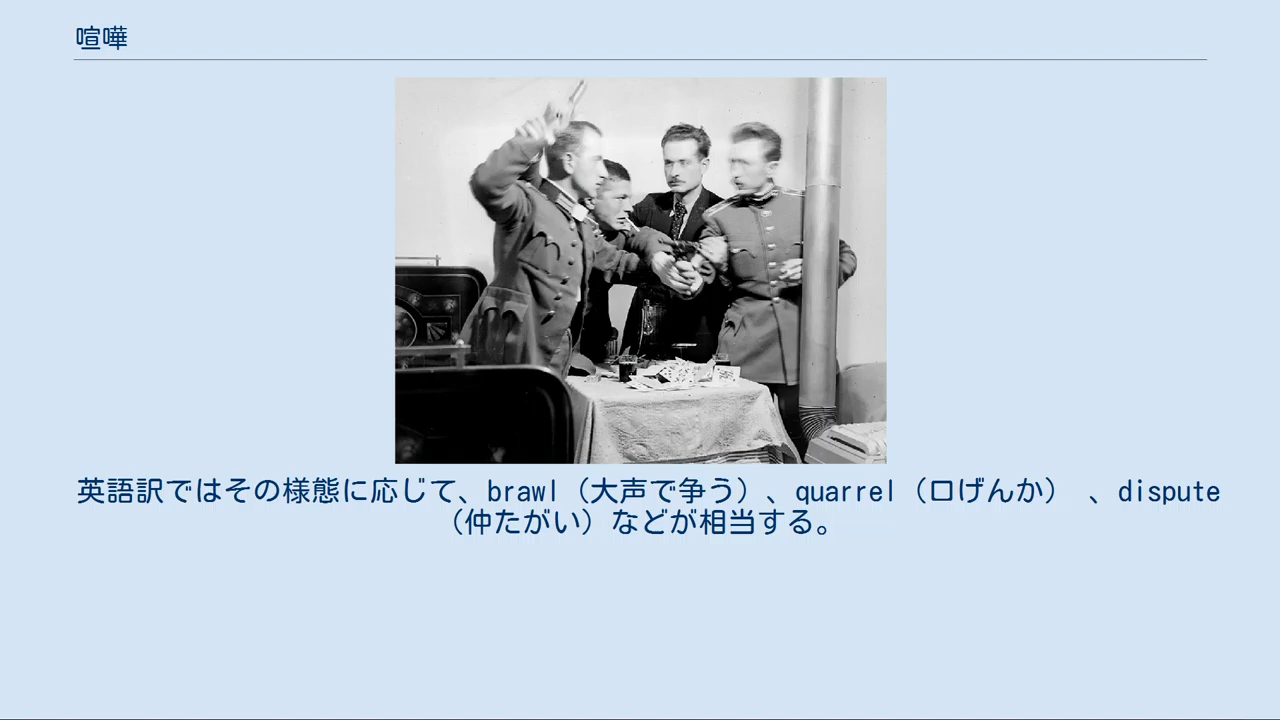 喧嘩
英語訳ではその様態に応じて、brawl（大声で争う）、quarrel（口げんか） 、dispute
（仲たがい）などが相当する。